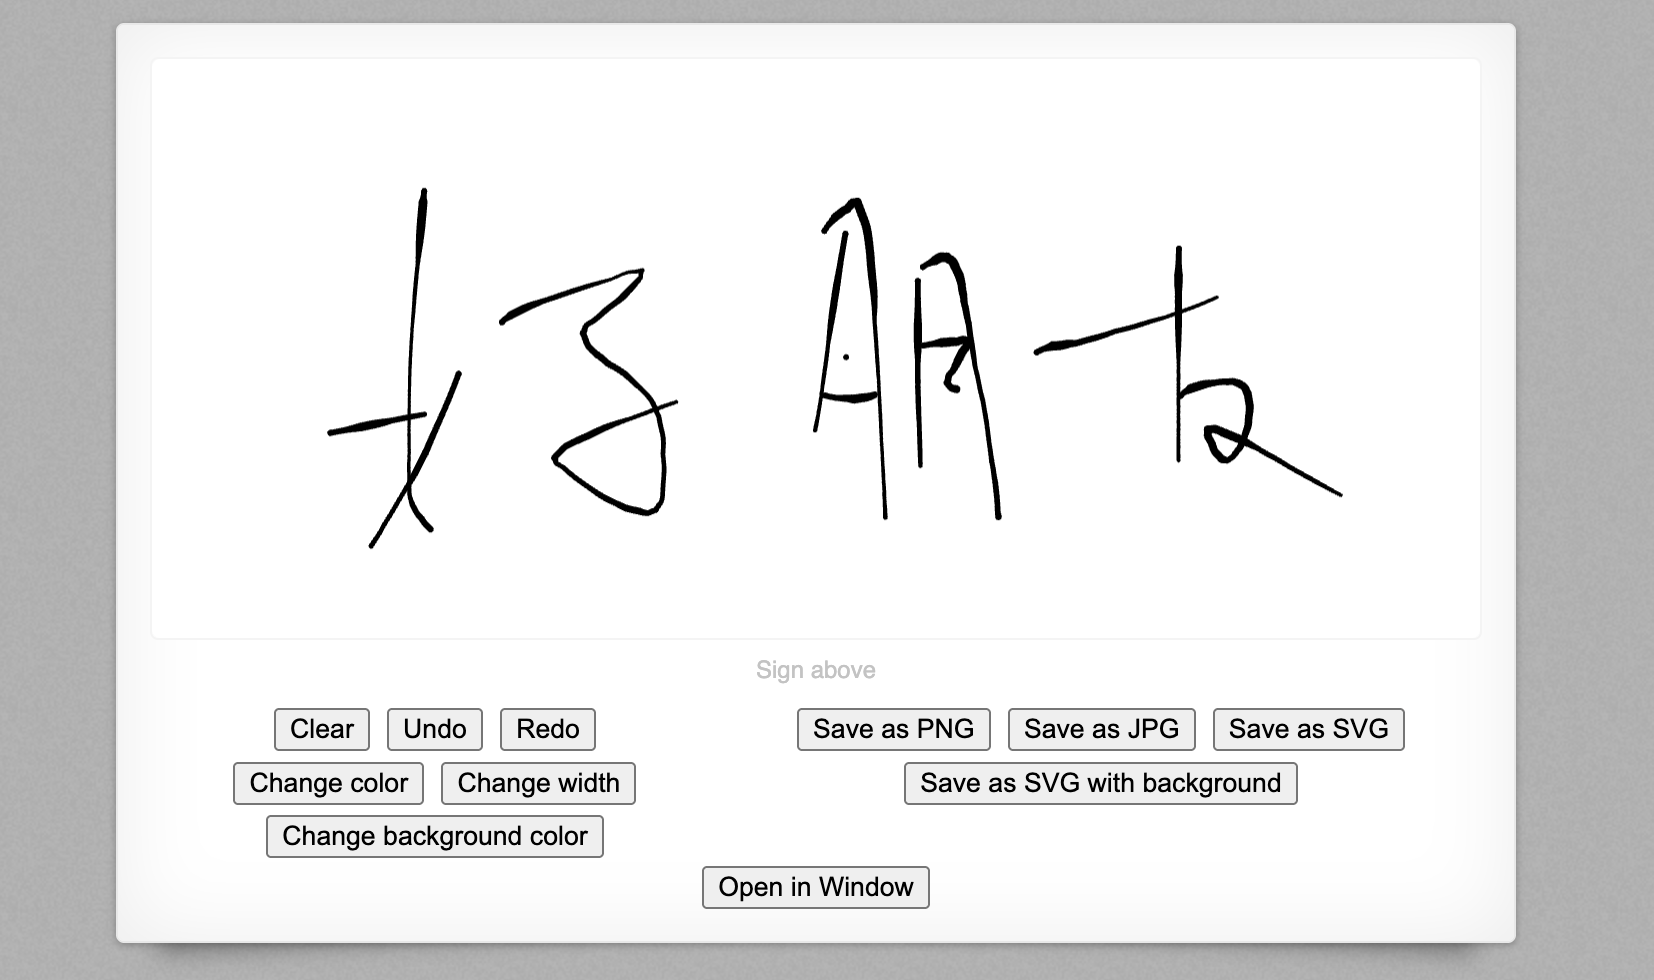 好朋友
Sign above
Clear Undo Redo Save as PNG Save as JPG Save as SVG
Change color Change width Save as SVG with background
Change background color
Open in Window